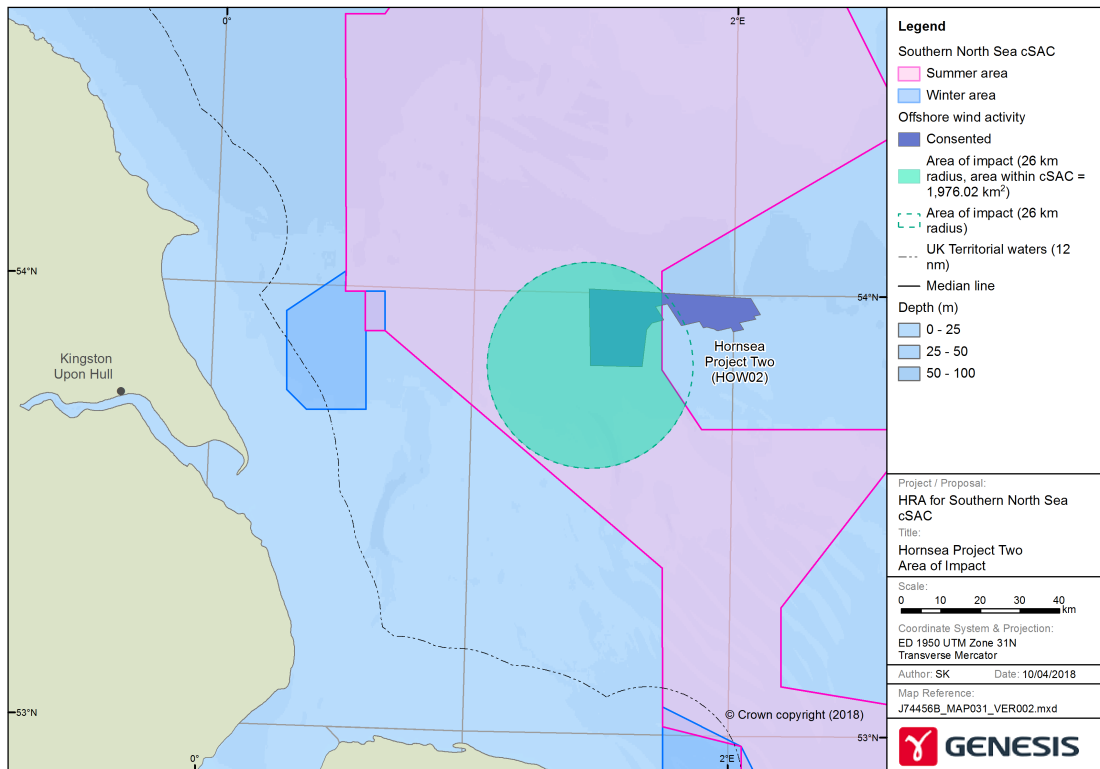 0°
2°E
54°N
54°N
Kingston
Upon Hull
Hornsea
Project Two
(HOW02)
© Crown copyright (2018)
53°N
53°N
0°
2°E
Legend
Southern North Sea cSAC
Summer area
Winter area
Offshore wind activity
Consented
Area of impact (26 km
radius, area within cSAC =
1,976.02 km²)
Area of impact (26 km
radius)
UK Territorial waters (12
nm)
Median line
Depth (m)
0 - 25
25 - 50
50 - 100
Project / Proposal:
HRA for Southern North Sea
cSAC
Title:
Hornsea Project Two
Area of Impact
Scale:
0 10 20 30 40
km
Coordinate System & Projection:
ED 1950 UTM Zone 31N
Transverse Mercator
Author: SK Date: 10/04/2018
Map Reference:
J74456B_MAP031_VER002.mxd
GENESIS